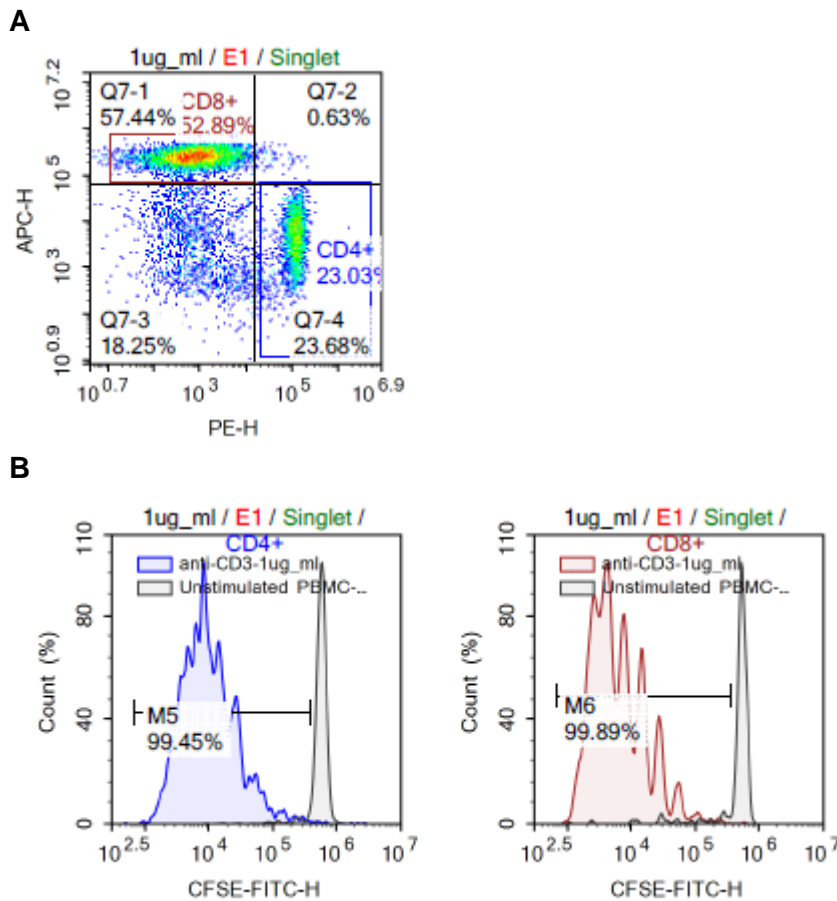 A
1ug_ml / E1 / Singlet
Q7-1
57.44%
CD8+
52.89%
Q7-2
0.63%
CD4+
23.03%
Q7-3
18.25%
Q7-4
23.68%
10^7.2
10^5
10^3
10^0.9
APC-H
10^0.7
10^3
10^5
10^6.9
PE-H
B
1ug_ml / E1 / Singlet /
CD4+
anti-CD3-1ug_ml
Unstimulated PBMC-...
M5
99.45%
110
80
40
0
Count (%)
10^2.5
10^4
10^5
10^6
10^7
CFSE-FITC-H
1ug_ml / E1 / Singlet /
CD8+
anti-CD3-1ug_ml
Unstimulated PBMC-...
M6
99.89%
110
80
40
0
Count (%)
10^2.5
10^4
10^5
10^6
10^7
CFSE-FITC-H